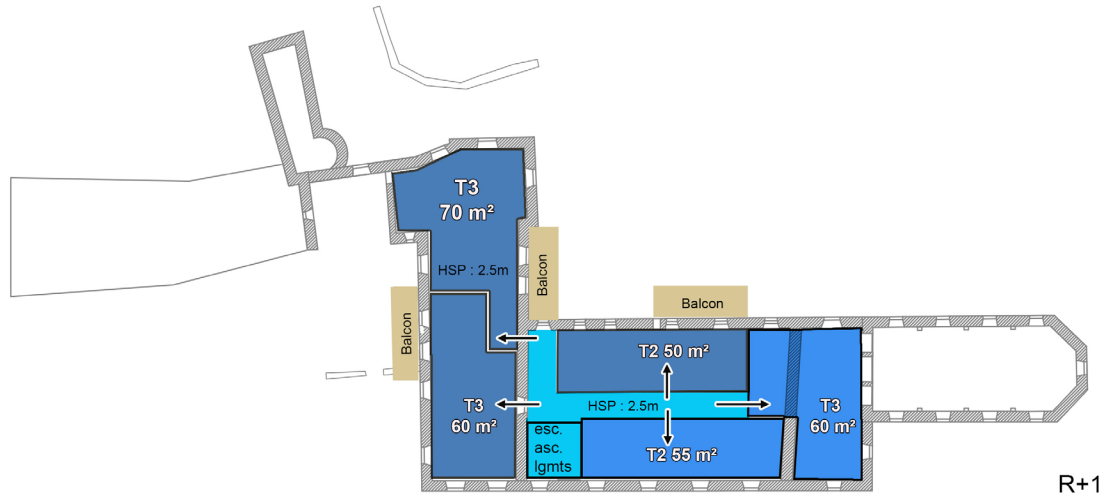 T3
70 m²
HSP : 2.5m
Balcon
Balcon
Balcon
T2 50 m²
HSP : 2.5m
T3
60 m²
T3
60 m²
esc.
asc.
lgmts
T2 55 m²
R+1